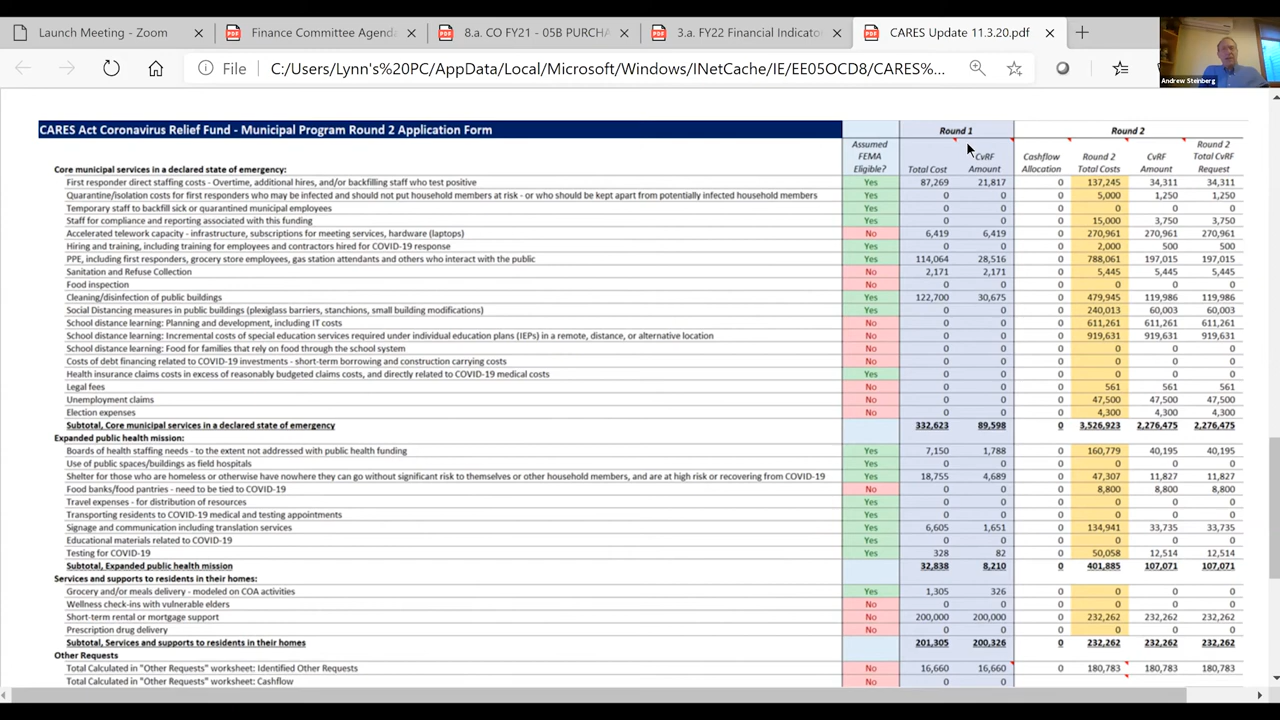 Launch Meeting - Zoom
Finance Committee Agenda
8.a. CO FY21 - 05B PURCHA
3.a. FY22 Financial Indicator
CARES Update 11.3.20.pdf
File C:/Users/Lynn's%20PC/AppData/Local/Microsoft/Windows/INetCache/IE/EE05OCD8/CARES%...
Andrew Steinberg
CARES Act Coronavirus Relief Fund - Municipal Program Round 2 Application Form Round 1 Round 2
Assumed FEMA Eligible? Total Cost CvRF Amount Cashflow Allocation Round 2 Total Costs CvRF Amount Round 2 Total CvRF Request
Core municipal services in a declared state of emergency:
First responder direct staffing costs - Overtime, additional hires, and/or backfilling staff who test positive Yes 87,269 21,817 0 137,245 34,311 34,311
Quarantine/isolation costs for first responders who may be infected and should not put household members at risk - or who should be kept apart from potentially infected household members Yes 0 0 0 5,000 1,250 1,250
Temporary staff to backfill sick or quarantined municipal employees Yes 0 0 0 0 0 0
Staff for compliance and reporting associated with this funding Yes 0 0 0 15,000 3,750 3,750
Accelerated telework capacity - infrastructure, subscriptions for meeting services, hardware (laptops) No 6,419 6,419 0 270,961 270,961 270,961
Hiring and training, including training for employees and contractors hired for COVID-19 response Yes 0 0 0 2,000 500 500
PPE, including first responders, grocery store employees, gas station attendants and others who interact with the public Yes 114,064 28,516 0 788,061 197,015 197,015
Sanitation and Refuse Collection No 2,171 2,171 0 5,445 5,445 5,445
Food inspection No 0 0 0 0 0 0
Cleaning/disinfection of public buildings Yes 122,700 30,675 0 479,945 119,986 119,986
Social Distancing measures in public buildings (plexiglass barriers, stanchions, small building modifications) Yes 0 0 0 240,013 60,003 60,003
School distance learning: Planning and development, including IT costs No 0 0 0 611,261 611,261 611,261
School distance learning: Incremental costs of special education services required under individual education plans (IEPs) in a remote, distance, or alternative location No 0 0 0 919,631 919,631 919,631
School distance learning: Food for families that rely on food through the school system No 0 0 0 0 0 0
Costs of debt financing related to COVID-19 investments - short-term borrowing and construction carrying costs No 0 0 0 0 0 0
Health insurance claims costs in excess of reasonably budgeted claims costs, and directly related to COVID-19 medical costs Yes 0 0 0 0 0 0
Legal fees No 0 0 0 561 561 561
Unemployment claims No 0 0 0 47,500 47,500 47,500
Election expenses No 0 0 0 4,300 4,300 4,300
Subtotal, Core municipal services in a declared state of emergency 332,623 89,598 0 3,526,923 2,276,475 2,276,475
Expanded public health mission:
Boards of health staffing needs - to the extent not addressed with public health funding Yes 7,150 1,788 0 160,779 40,195 40,195
Use of public spaces/buildings as field hospitals Yes 0 0 0 0 0 0
Shelter for those who are homeless or otherwise have nowhere they can go without significant risk to themselves or other household members, and are at high risk or recovering from COVID-19 Yes 18,755 4,689 0 47,307 11,827 11,827
Food banks/food pantries - need to be tied to COVID-19 No 0 0 0 8,800 8,800 8,800
Travel expenses - for distribution of resources Yes 0 0 0 0 0 0
Transporting residents to COVID-19 medical and testing appointments Yes 0 0 0 0 0 0
Signage and communication including translation services Yes 6,605 1,651 0 134,941 33,735 33,735
Educational materials related to COVID-19 Yes 0 0 0 0 0 0
Testing for COVID-19 Yes 328 82 0 50,058 12,514 12,514
Subtotal, Expanded public health mission 32,838 8,210 0 401,885 107,071 107,071
Services and supports to residents in their homes:
Grocery and/or meals delivery - modeled on COA activities Yes 1,305 326 0 0 0 0
Wellness check-ins with vulnerable elders No 0 0 0 0 0 0
Short-term rental or mortgage support No 200,000 200,000 0 232,262 232,262 232,262
Prescription drug delivery No 0 0 0 0 0 0
Subtotal, Services and supports to residents in their homes 201,305 200,326 0 232,262 232,262 232,262
Other Requests
Total Calculated in "Other Requests" worksheet: Identified Other Requests No 16,660 16,660 0 180,783 180,783 180,783
Total Calculated in "Other Requests" worksheet: Cashflow No 0 0